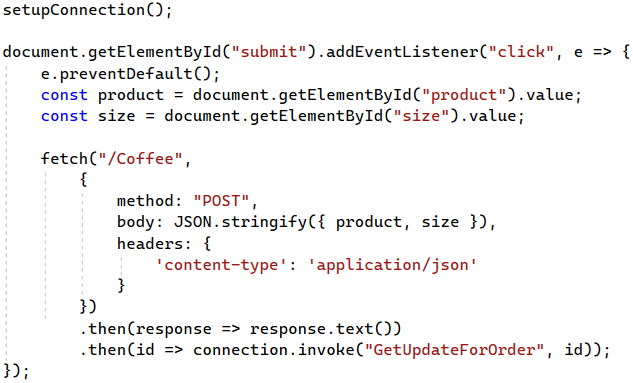 setupConnection();

document.getElementById("submit").addEventListener("click", e => {
    e.preventDefault();
    const product = document.getElementById("product").value;
    const size = document.getElementById("size").value;

    fetch("/Coffee",
        {
            method: "POST",
            body: JSON.stringify({ product, size }),
            headers: {
                'content-type': 'application/json'
            }
        })
        .then(response => response.text())
        .then(id => connection.invoke("GetUpdateForOrder", id));
});